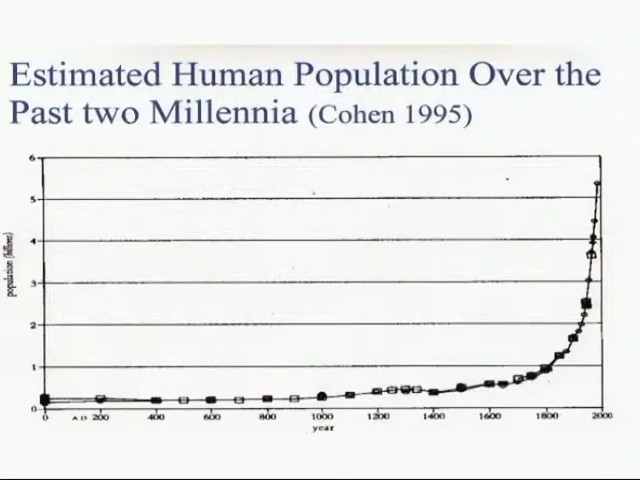 Estimated Human Population Over the
Past two Millennia (Cohen 1995)
6
5
4
3
2
1
0
population (billions)
0 A D 200 400 600 800 1000 1200 1400 1600 1800 2000
year